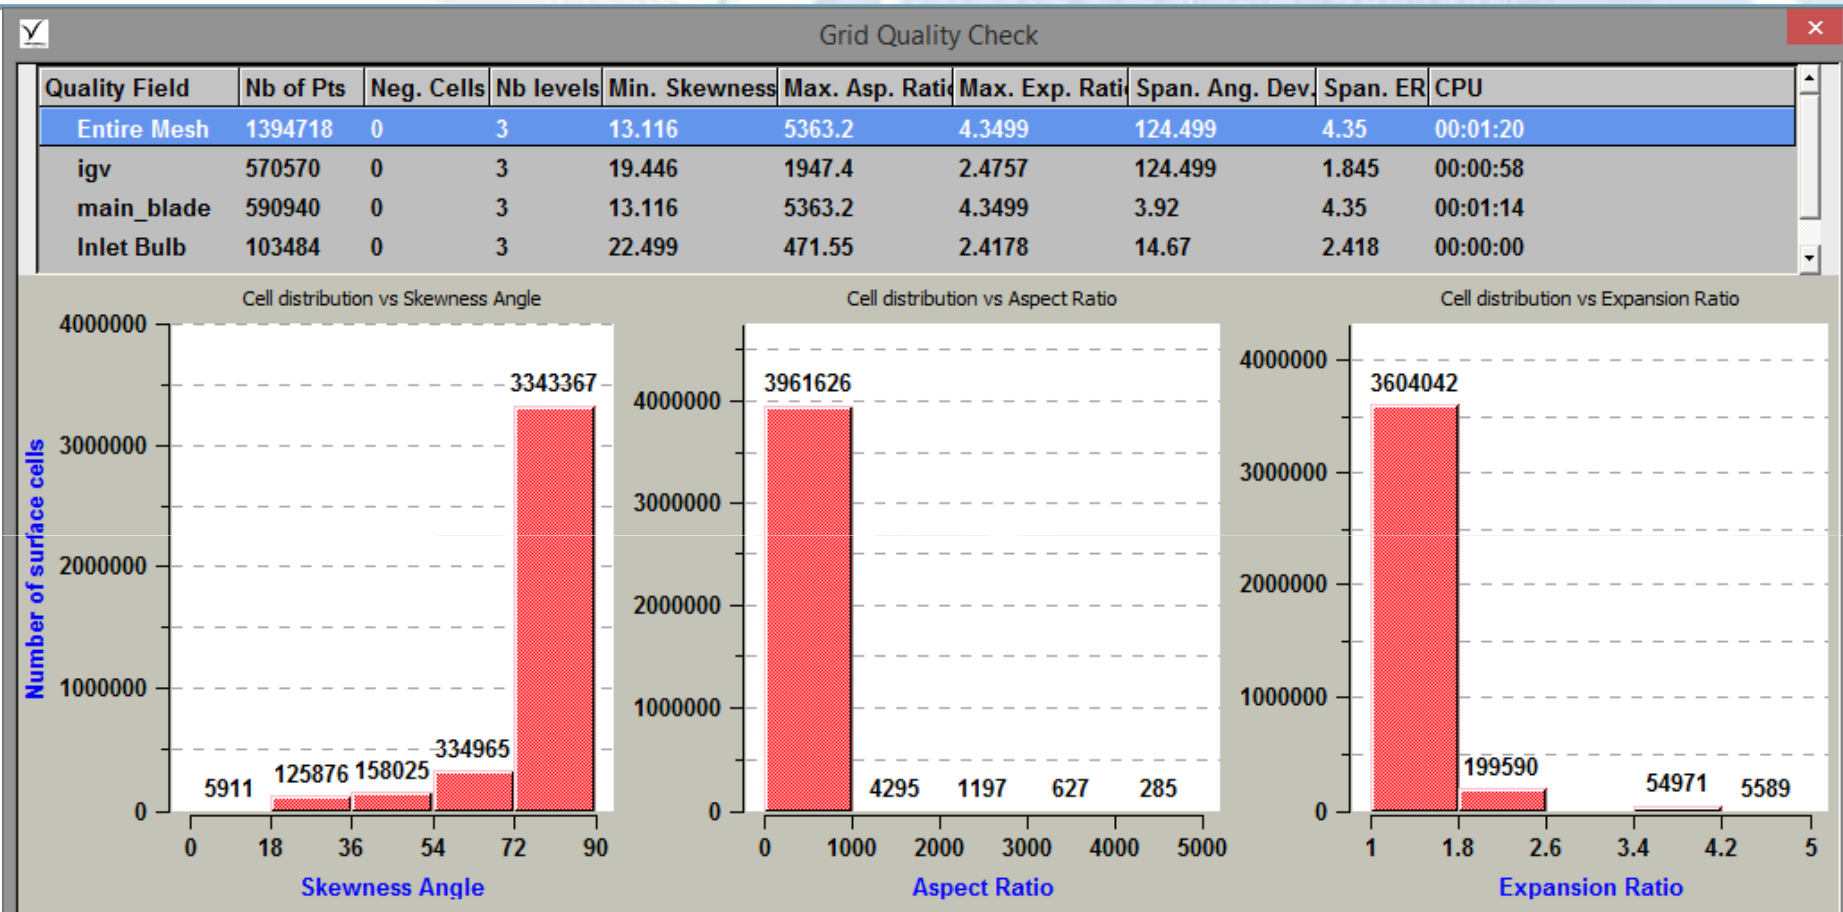 Grid Quality Check
Quality Field Nb of Pts Neg. Cells Nb levels Min. Skewness Max. Asp. Rati Max. Exp. Rati Span. Ang. Dev. Span. ER CPU
Entire Mesh 1394718 0 3 13.116 5363.2 4.3499 124.499 4.35 00:01:20
igv 570570 0 3 19.446 1947.4 2.4757 124.499 1.845 00:00:58
main_blade 590940 0 3 13.116 5363.2 4.3499 3.92 4.35 00:01:14
Inlet Bulb 103484 0 3 22.499 471.55 2.4178 14.67 2.418 00:00:00
Cell distribution vs Skewness Angle
Number of surface cells
4000000
3000000
2000000
1000000
0
5911 125876 158025 334965 3343367
0 18 36 54 72 90
Skewness Angle
Cell distribution vs Aspect Ratio
4000000
3000000
2000000
1000000
0
3961626 4295 1197 627 285
0 1000 2000 3000 4000 5000
Aspect Ratio
Cell distribution vs Expansion Ratio
4000000
3000000
2000000
1000000
0
3604042 199590 54971 5589
1 1.8 2.6 3.4 4.2 5
Expansion Ratio